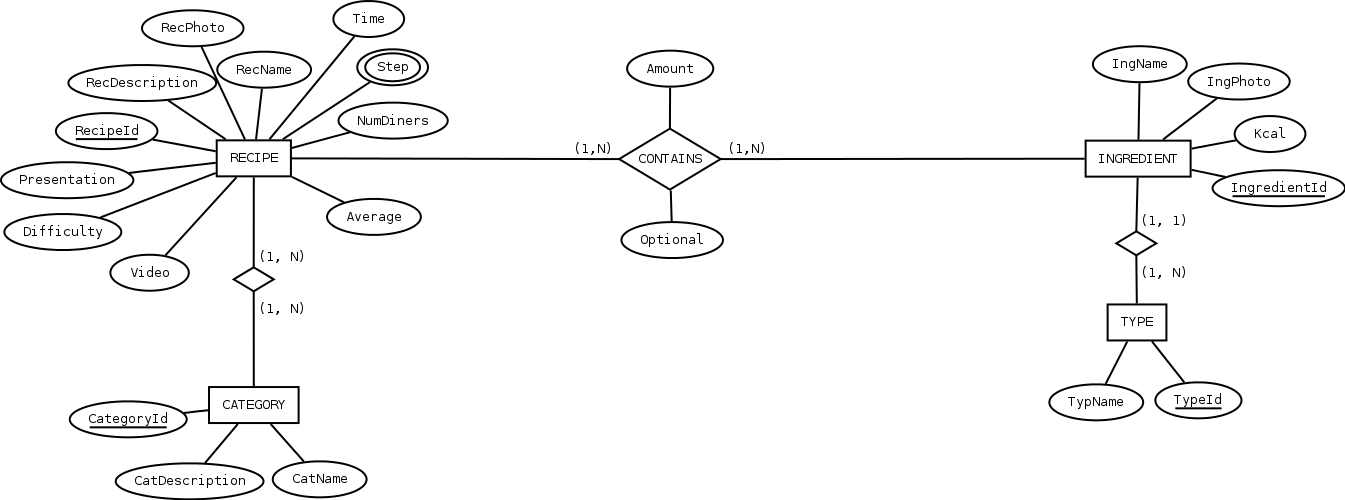 Time
RecPhoto
Step
RecName
Amount
IngName
RecDescription
IngPhoto
NumDiners
RecipeId
Kcal
(1,N)
(1,N)
RECIPE
CONTAINS
INGREDIENT
Presentation
IngredientId
Average
(1, 1)
Difficulty
Optional
(1, N)
Video
(1, N)
(1, N)
TYPE
CategoryId
CATEGORY
TypName
TypeId
CatDescription
CatName